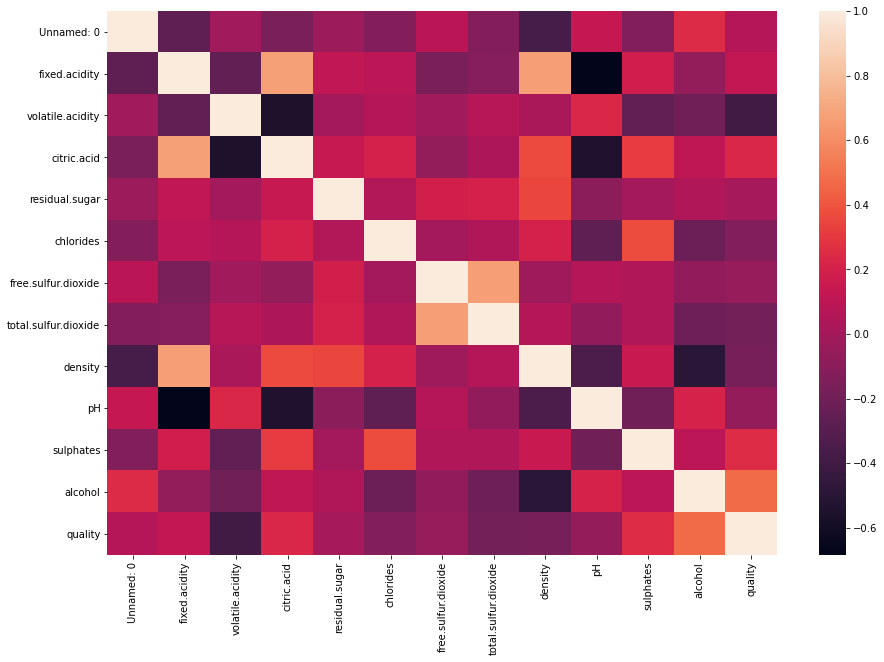 Unnamed: 0
fixed.acidity
volatile.acidity
citric.acid
residual.sugar
chlorides
free.sulfur.dioxide
total.sulfur.dioxide
density
pH
sulphates
alcohol
quality
Unnamed: 0
fixed.acidity
volatile.acidity
citric.acid
residual.sugar
chlorides
free.sulfur.dioxide
total.sulfur.dioxide
density
pH
sulphates
alcohol
quality
1.0
0.8
0.6
0.4
0.2
0.0
−0.2
−0.4
−0.6